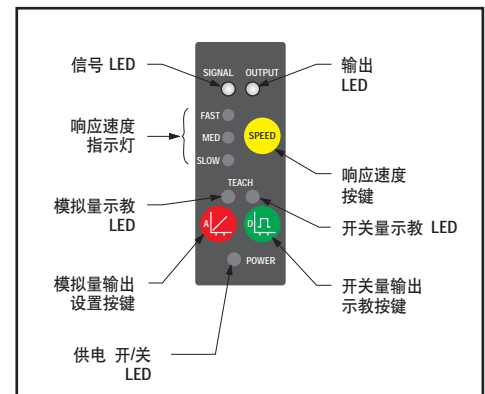 信号 LED
输出
LED
SIGNAL OUTPUT
FAST
MED
SLOW
SPEED
响应速度
指示灯
响应速度
按键
TEACH
模拟量示教
LED
开关量示教 LED
A
D
POWER
模拟量输出
设置按键
开关量输出
示教按键
供电 开/关
LED